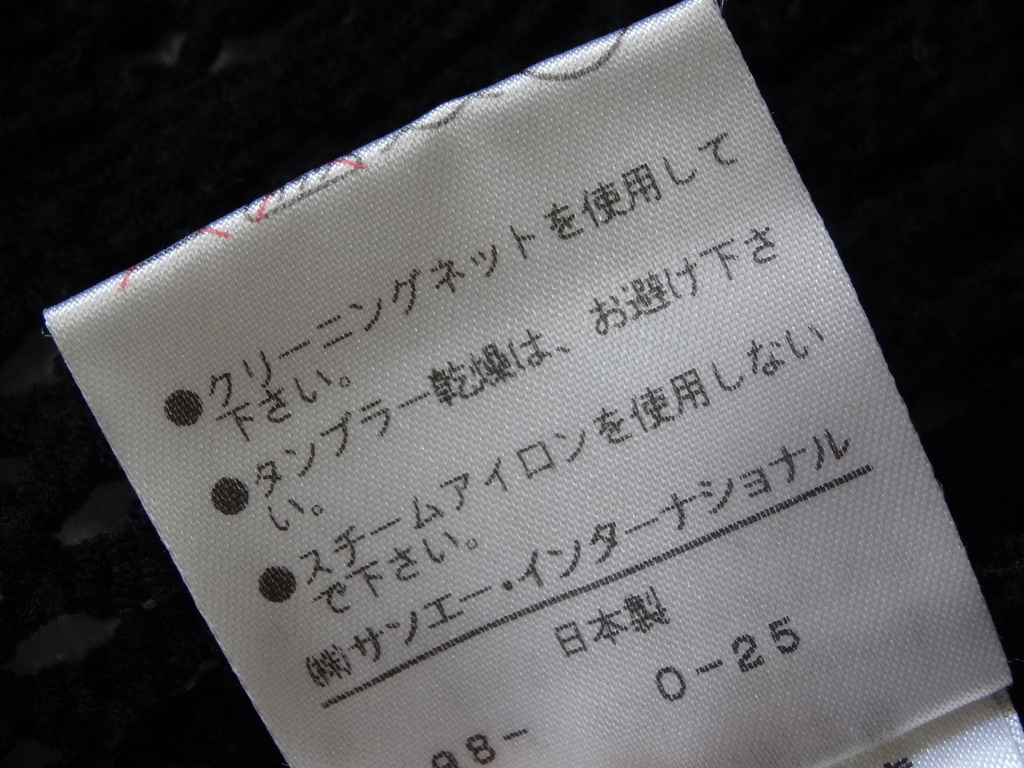 ●クリーニングネットを使用して
下さい。
●タンブラー乾燥は、お避け下さ
い。
●スチームアイロンを使用しない
で下さい。
㈱サンエー・インターナショナル
日本製
0-25
98-